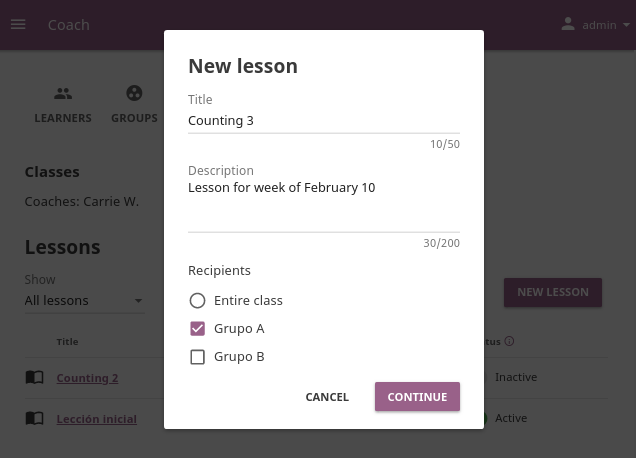 Coach
admin
LEARNERS
GROUPS
Classes
Coaches: Carrie W.
Lessons
Show
All lessons
NEW LESSON
Title
Counting 2
Inactive
Lección inicial
Active
New lesson
Title
Counting 3
10/50
Description
Lesson for week of February 10
30/200
Recipients
Entire class
Grupo A
Grupo B
CANCEL
CONTINUE